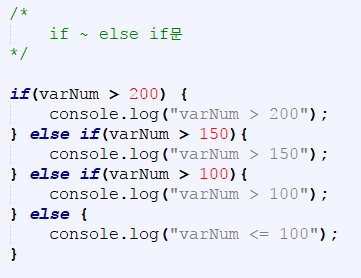 /*
    if ~ else if문
*/
if(varNum > 200) {
    console.log("varNum > 200");
} else if(varNum > 150){
    console.log("varNum > 150");
} else if(varNum > 100){
    console.log("varNum > 100");
} else {
    console.log("varNum <= 100");
}